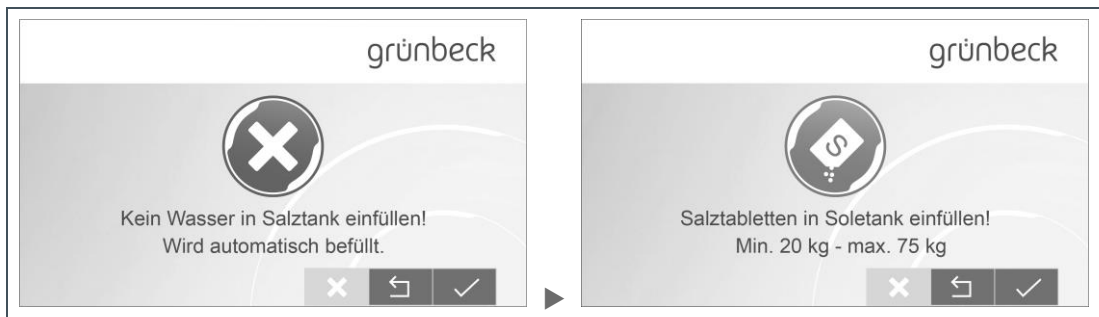 grünbeck
Kein Wasser in Salztank einfüllen!
Wird automatisch befüllt.
grünbeck
S
Salztabletten in Soletank einfüllen!
Min. 20 kg - max. 75 kg